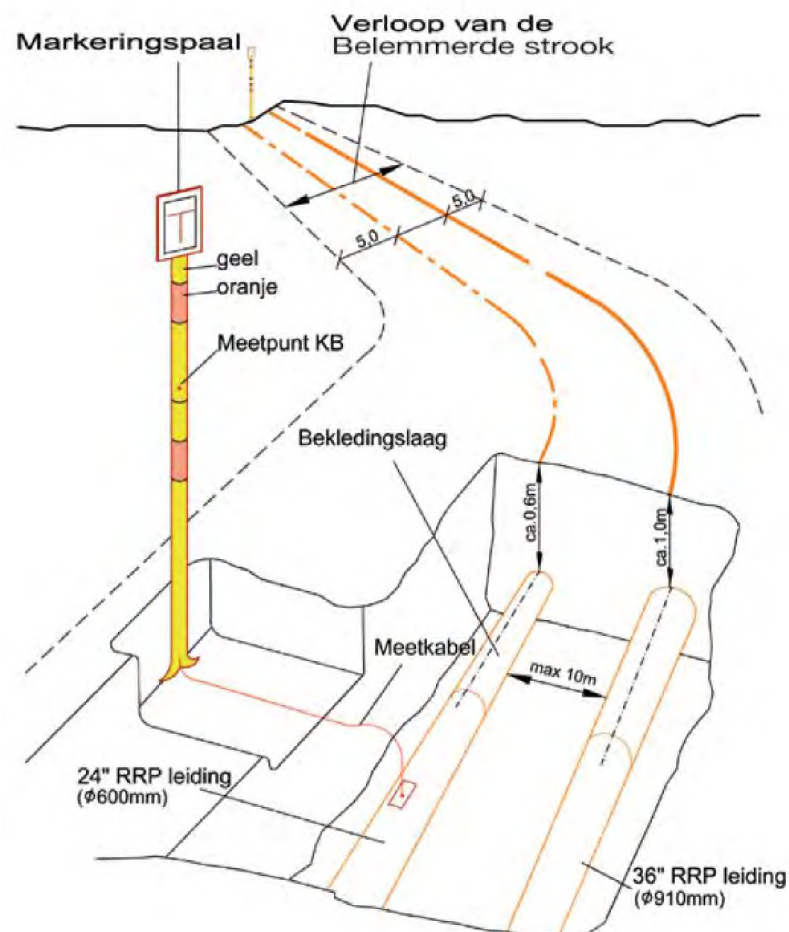 Markeringspaal
Verloop van de
Belemmerde strook
5,0
5,0
geel
oranje
Meetpunt KB
Bekledingslaag
ca.0,6m
ca.1,0m
Meetkabel
max 10m
24" RRP leiding
(ϕ600mm)
36" RRP leiding
(ϕ910mm)